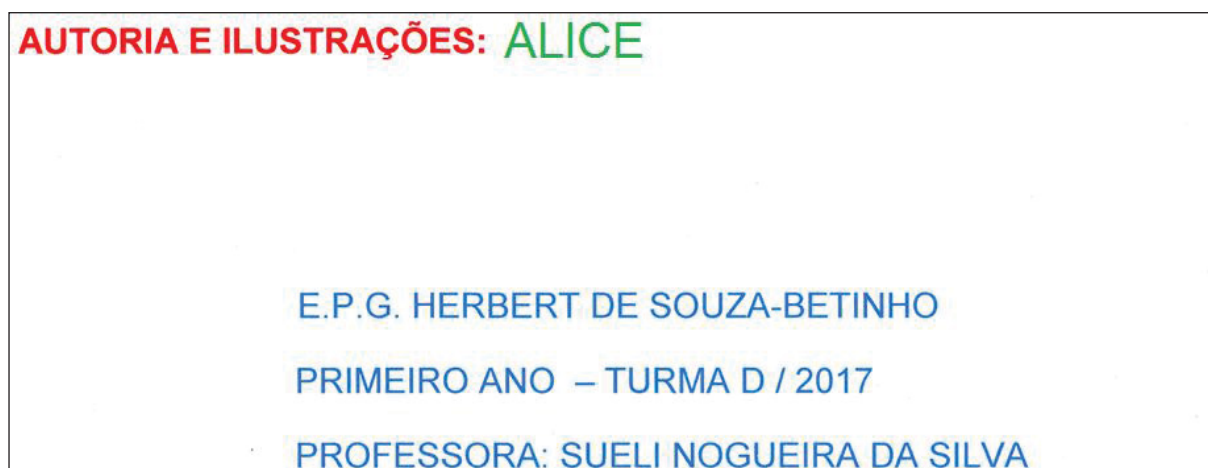 AUTORIA E ILUSTRAÇÕES: ALICE
E.P.G. HERBERT DE SOUZA-BETINHO
PRIMEIRO ANO – TURMA D / 2017
PROFESSORA: SUELI NOGUEIRA DA SILVA